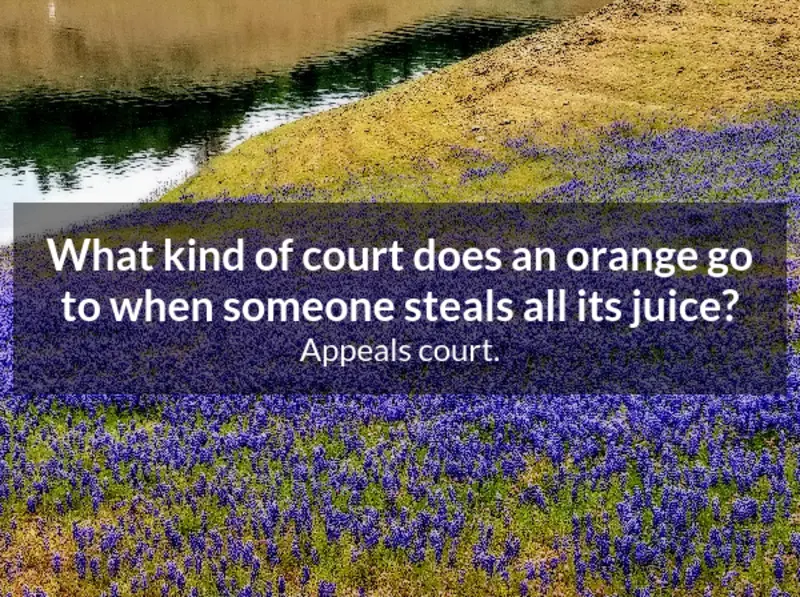 What kind of court does an orange go
to when someone steals all its juice?
Appeals court.